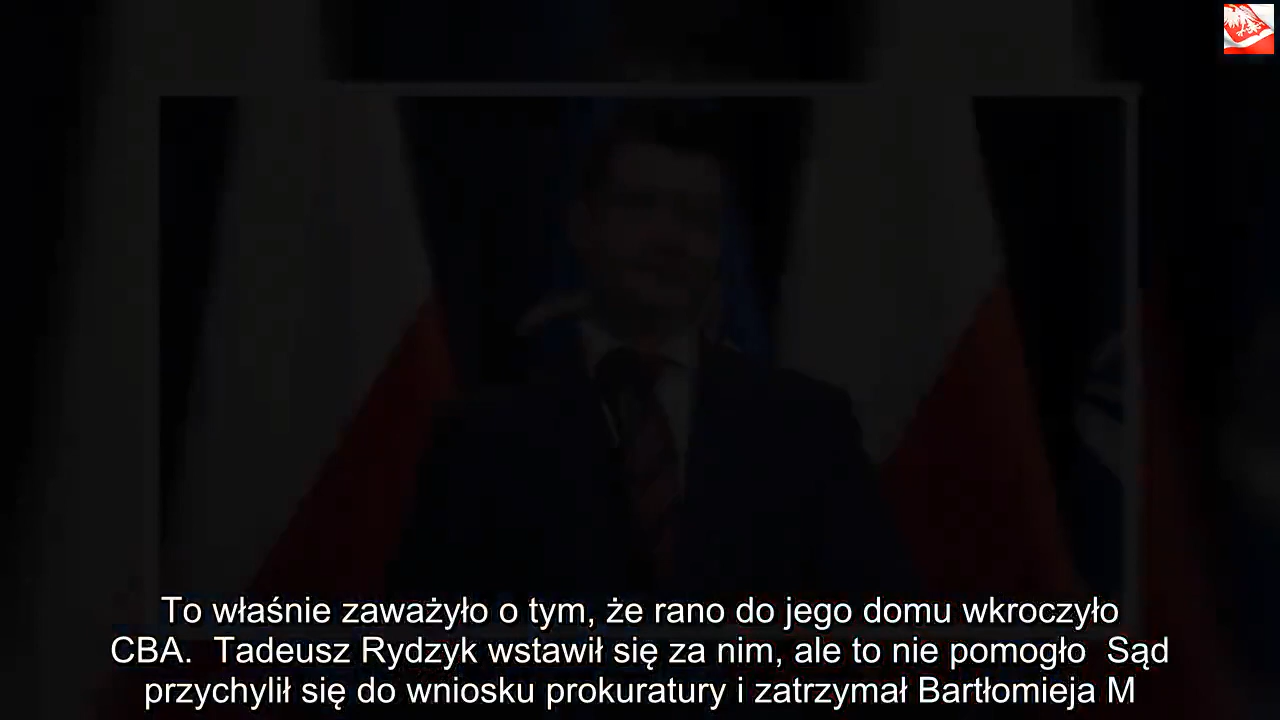 To właśnie zaważyło o tym, że rano do jego domu wkroczyło
CBA.  Tadeusz Rydzyk wstawił się za nim, ale to nie pomogło  Sąd
przychylił się do wniosku prokuratury i zatrzymał Bartłomieja M